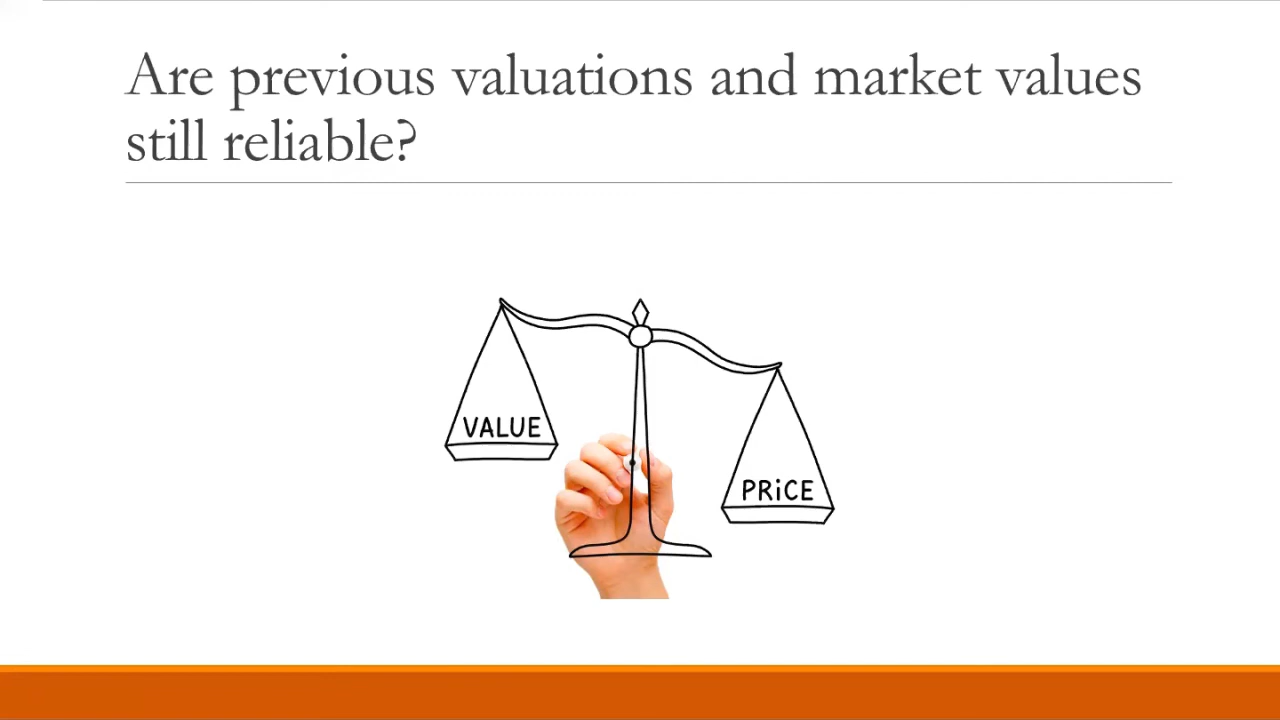 Are previous valuations and market values
still reliable?
VALUE
PRiCE